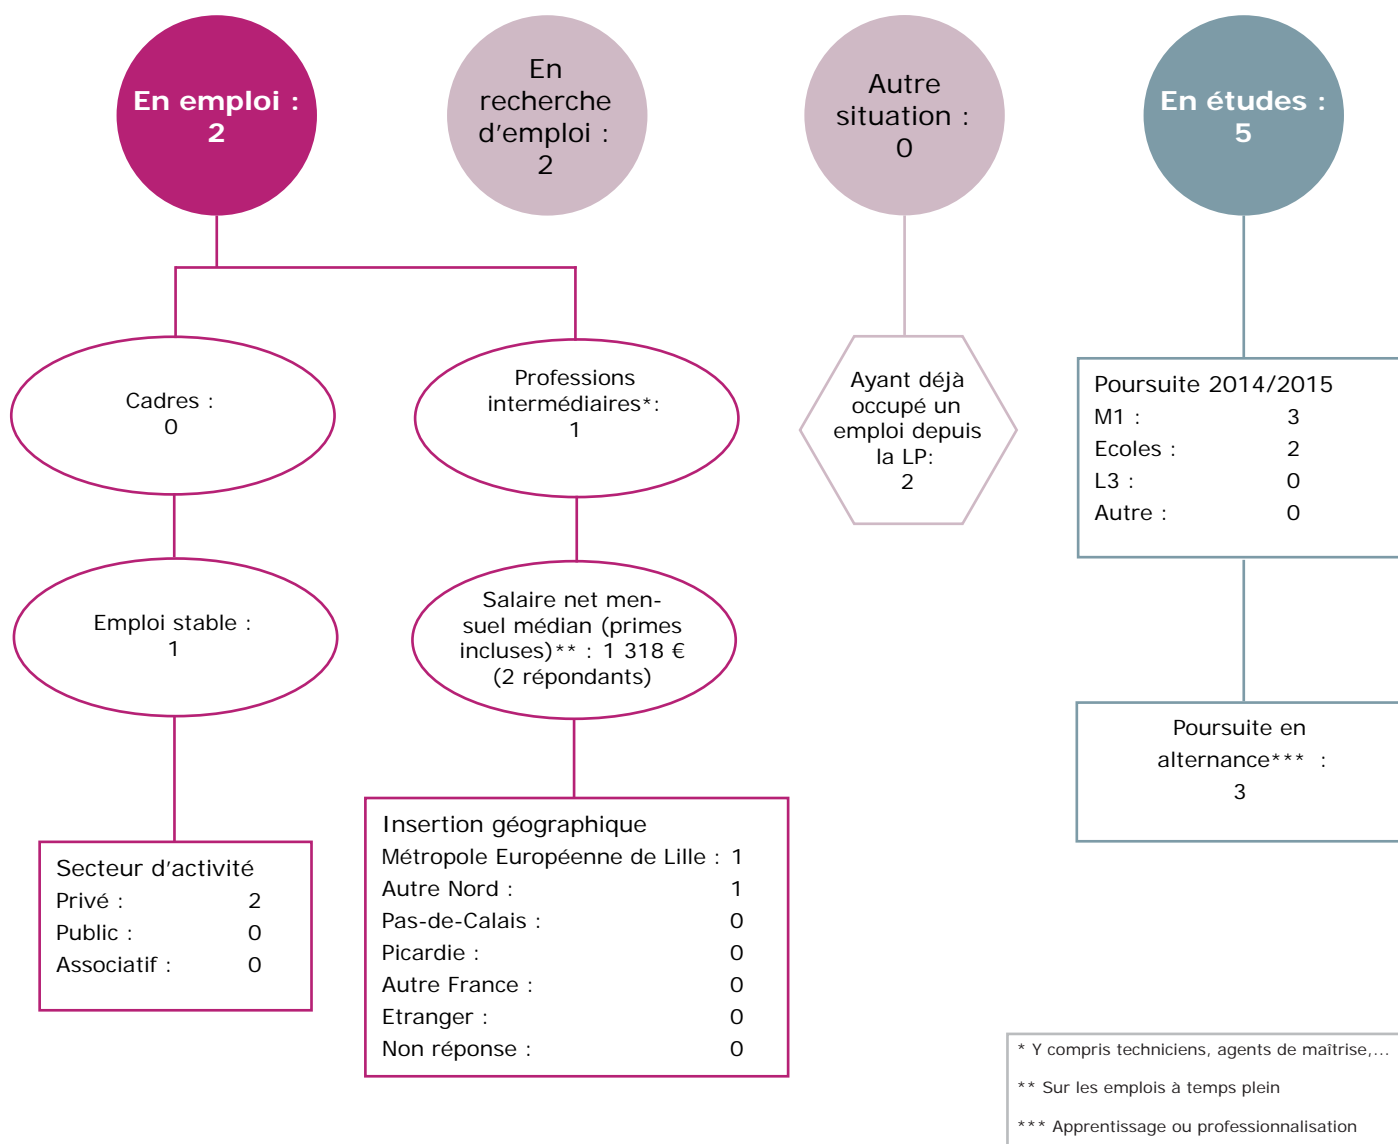 En emploi :
2
En
recherche
d'emploi :
2
Autre
situation :
0
En études :
5
Cadres :
0
Professions
intermédiaires*:
1
Ayant déjà
occupé un
emploi depuis
la LP:
2
Poursuite 2014/2015
M1 : 3
Ecoles : 2
L3 : 0
Autre : 0
Emploi stable :
1
Salaire net men-
suel médian (primes
incluses)** : 1 318 €
(2 répondants)
Poursuite en
alternance*** :
3
Secteur d'activité
Privé : 2
Public : 0
Associatif : 0
Insertion géographique
Métropole Européenne de Lille : 1
Autre Nord : 1
Pas-de-Calais : 0
Picardie : 0
Autre France : 0
Etranger : 0
Non réponse : 0
* Y compris techniciens, agents de maîtrise,...
** Sur les emplois à temps plein
*** Apprentissage ou professionnalisation